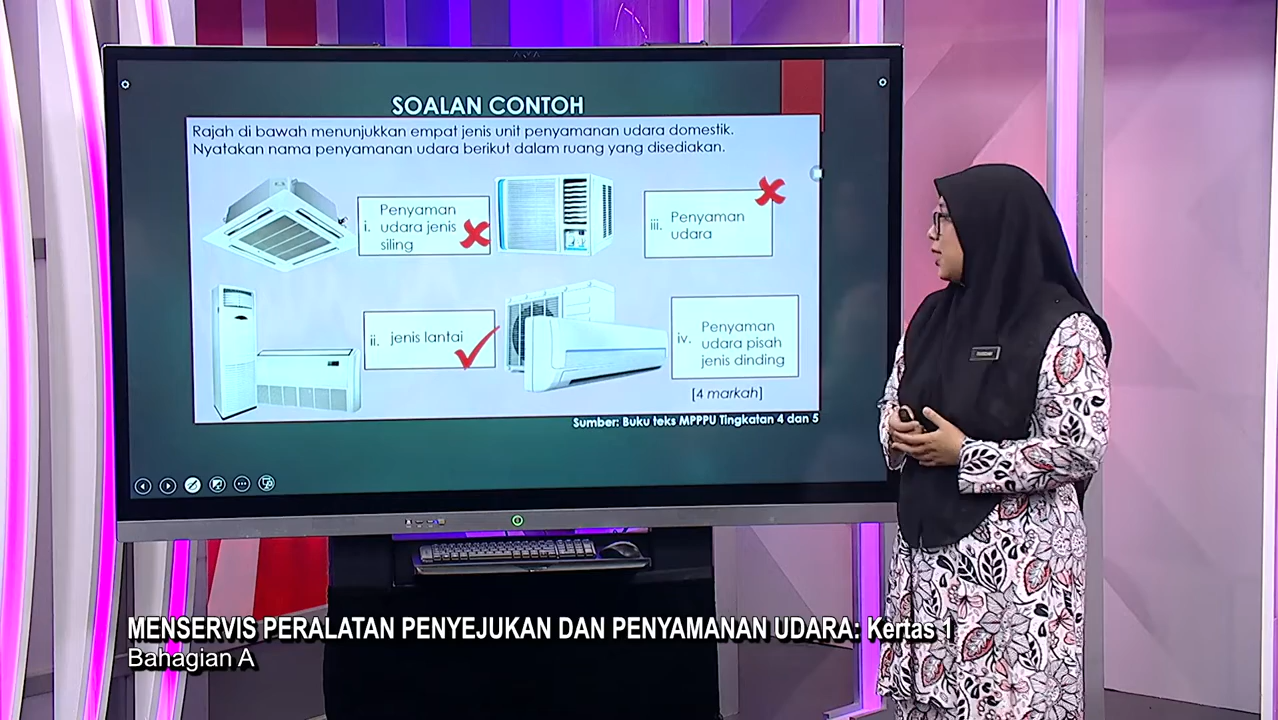 SOALAN CONTOH
Rajah di bawah menunjukkan empat jenis unit penyamanan udara domestik.
Nyatakan nama penyamanan udara berikut dalam ruang yang disediakan.
i. Penyaman
udara jenis
siling
iii. Penyaman
udara
ii. jenis lantai
iv. Penyaman
udara pisah
jenis dinding
[4 markah]
Sumber: Buku teks MPPPU Tingkatan 4 dan 5
MENSERVIS PERALATAN PENYEJUKAN DAN PENYAMANAN UDARA: Kertas 1
Bahagian A